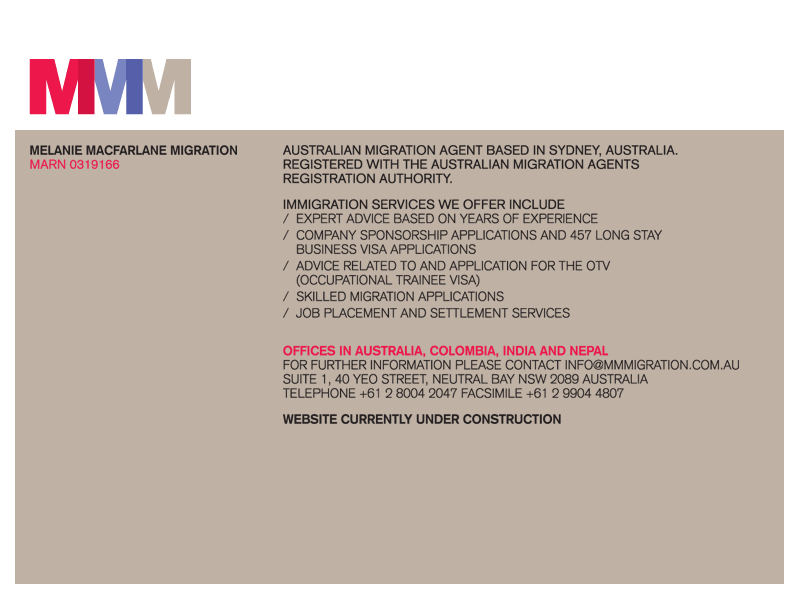 MMM
MELANIE MACFARLANE MIGRATION
MARN 0319166
AUSTRALIAN MIGRATION AGENT BASED IN SYDNEY, AUSTRALIA.
REGISTERED WITH THE AUSTRALIAN MIGRATION AGENTS
REGISTRATION AUTHORITY.
IMMIGRATION SERVICES WE OFFER INCLUDE
/ EXPERT ADVICE BASED ON YEARS OF EXPERIENCE
/ COMPANY SPONSORSHIP APPLICATIONS AND 457 LONG STAY
BUSINESS VISA APPLICATIONS
/ ADVICE RELATED TO AND APPLICATION FOR THE OTV
(OCCUPATIONAL TRAINEE VISA)
/ SKILLED MIGRATION APPLICATIONS
/ JOB PLACEMENT AND SETTLEMENT SERVICES
OFFICES IN AUSTRALIA, COLOMBIA, INDIA AND NEPAL
FOR FURTHER INFORMATION PLEASE CONTACT INFO@MMMIGRATION.COM.AU
SUITE 1, 40 YEO STREET, NEUTRAL BAY NSW 2089 AUSTRALIA
TELEPHONE +61 2 8004 2047 FACSIMILE +61 2 9904 4807
WEBSITE CURRENTLY UNDER CONSTRUCTION